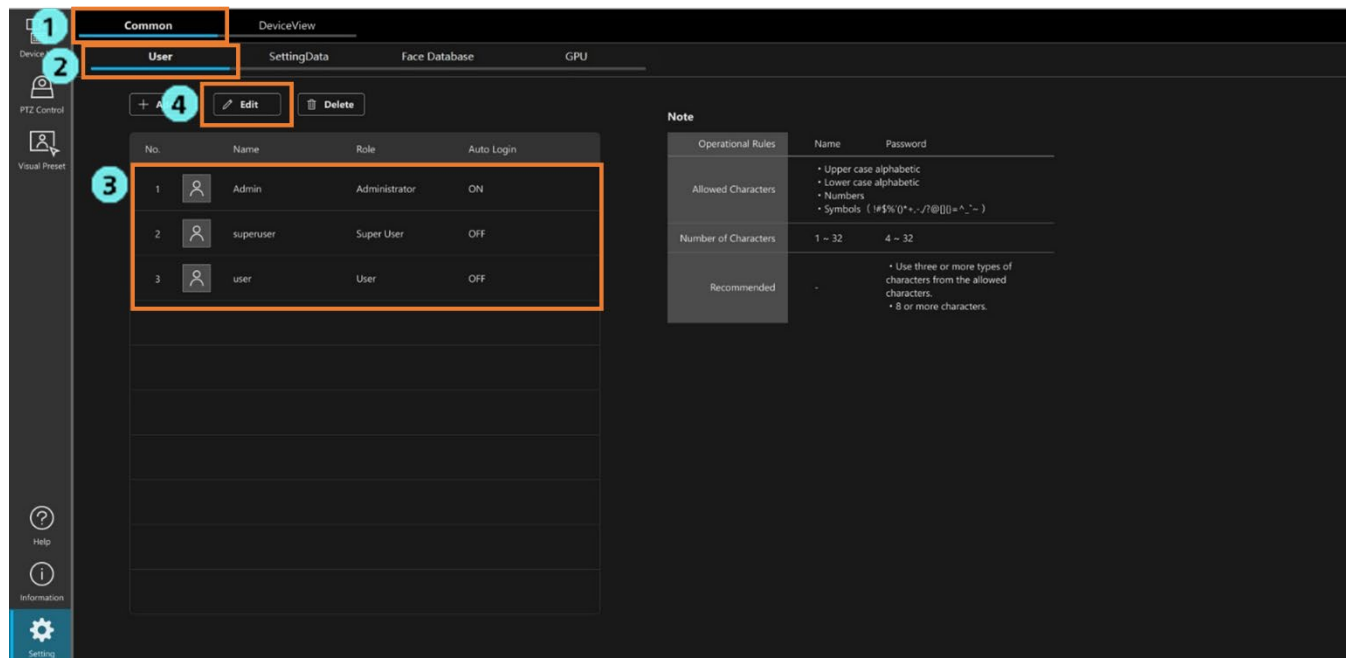 1
Common
DeviceView
2
User
SettingData
Face Database
GPU
PTZ Control
Visual Preset
4
Edit
Delete
No.
Name
Role
Auto Login
3
1
Admin
Administrator
ON
2
superuser
Super User
OFF
3
user
User
OFF
Note
Operational Rules
Name
Password
Allowed Characters
・Upper case alphabetic
・Lower case alphabetic
・Numbers
Number of Characters
1 ~ 32
4 ~ 32
Recommended
-
・Use three or more types of
characters from the allowed
characters.
・8 or more characters.
Help
Information
Setting